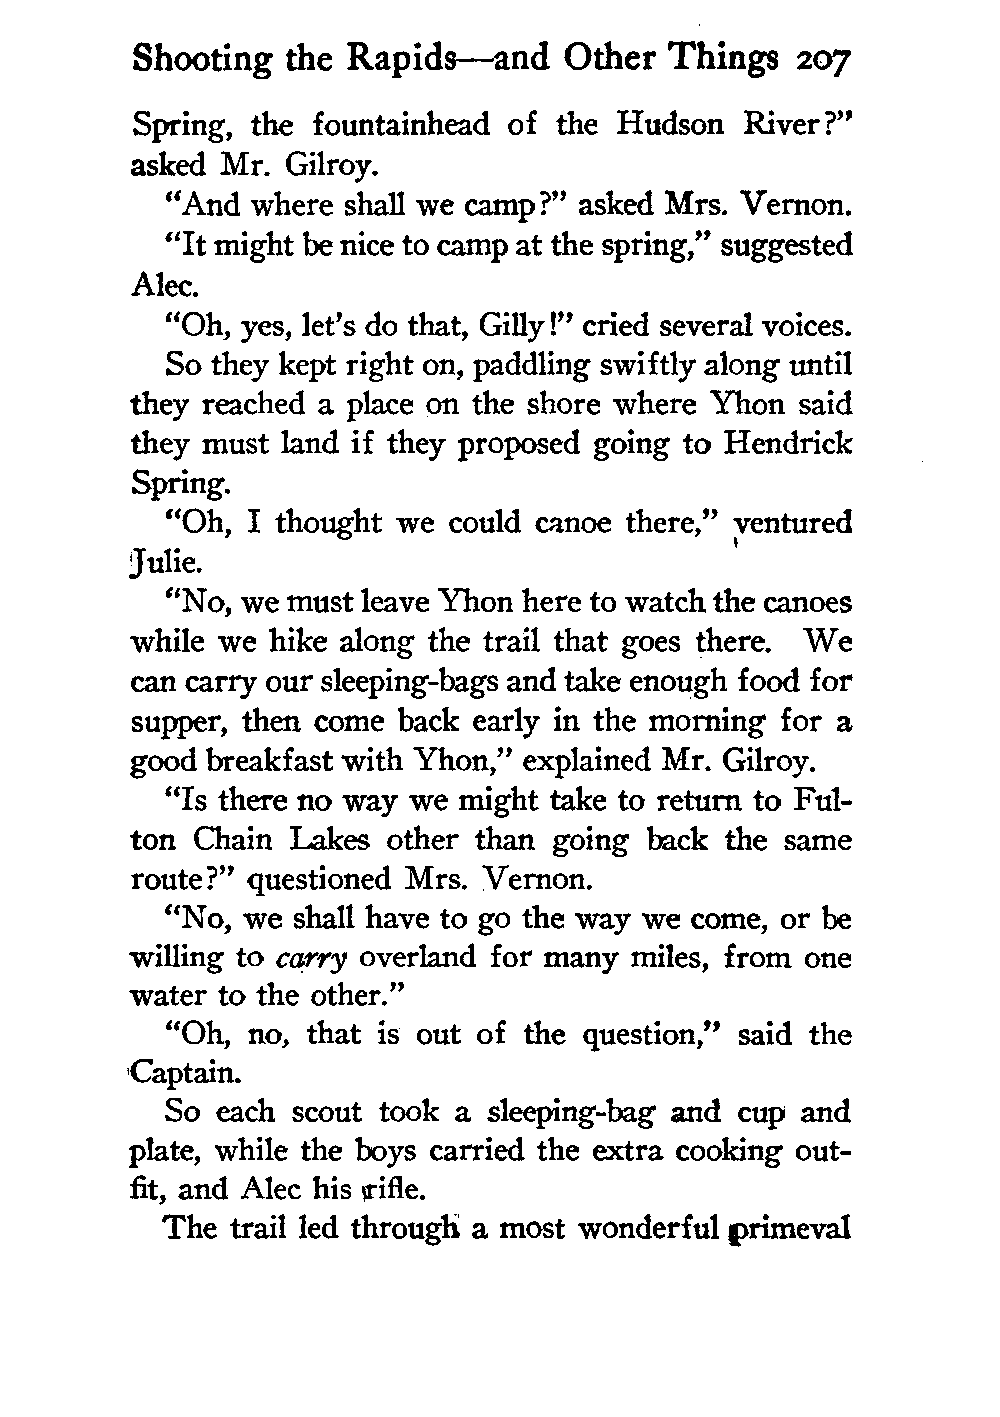 Shooting the Rapids—and Other Things 207
Spring, the fountainhead of the Hudson River?"
asked Mr. Gilroy.
"And where shall we camp?" asked Mrs. Vernon.
"It might be nice to camp at the spring," suggested
Alec.
"Oh, yes, let's do that, Gilly!" cried several voices.
So they kept right on, paddling swiftly along until
they reached a place on the shore where Yhon said
they must land if they proposed going to Hendrick
Spring.
"Oh, I thought we could canoe there," ventured
Julie.
"No, we must leave Yhon here to watch the canoes
while we hike along the trail that goes there. We
can carry our sleeping-bags and take enough food for
supper, then come back early in the morning for a
good breakfast with Yhon," explained Mr. Gilroy.
"Is there no way we might take to return to Ful-
ton Chain Lakes other than going back the same
route?" questioned Mrs. Vernon.
"No, we shall have to go the way we come, or be
willing to carry overland for many miles, from one
water to the other."
"Oh, no, that is out of the question," said the
Captain.
So each scout took a sleeping-bag and cup and
plate, while the boys carried the extra cooking out-
fit, and Alec his rifle.
The trail led through a most wonderful primeval